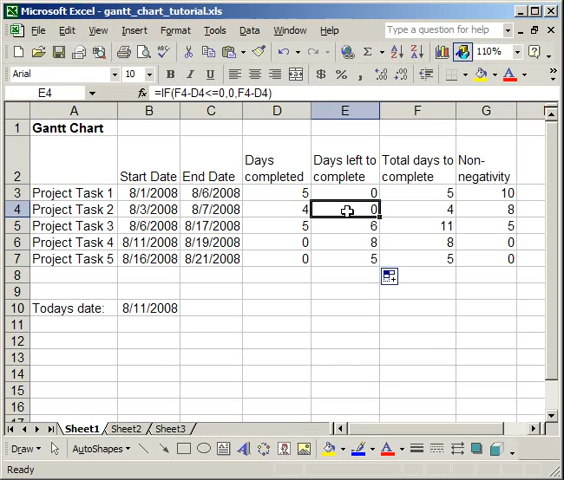 Microsoft Excel - gantt_chart_tutorial.xls
File Edit View Insert Format Tools Data Window Help Type a question for help
110%
Arial 10 B I U $ % ,
E4 fx =IF(F4-D4<=0,0,F4-D4)
A B C D E F G
1 Gantt Chart
Days Days left to Total days to Non-
2 Start Date End Date completed complete complete negativity
3 Project Task 1 8/1/2008 8/6/2008 5 0 5 10
4 Project Task 2 8/3/2008 8/7/2008 4 0 4 8
5 Project Task 3 8/6/2008 8/17/2008 5 6 11 5
6 Project Task 4 8/11/2008 8/19/2008 0 8 8 0
7 Project Task 5 8/16/2008 8/21/2008 0 5 5 0
8
9
10 Todays date: 8/11/2008
11
12
13
14
15
16
17
Sheet1 Sheet2 Sheet3
Draw AutoShapes
Ready